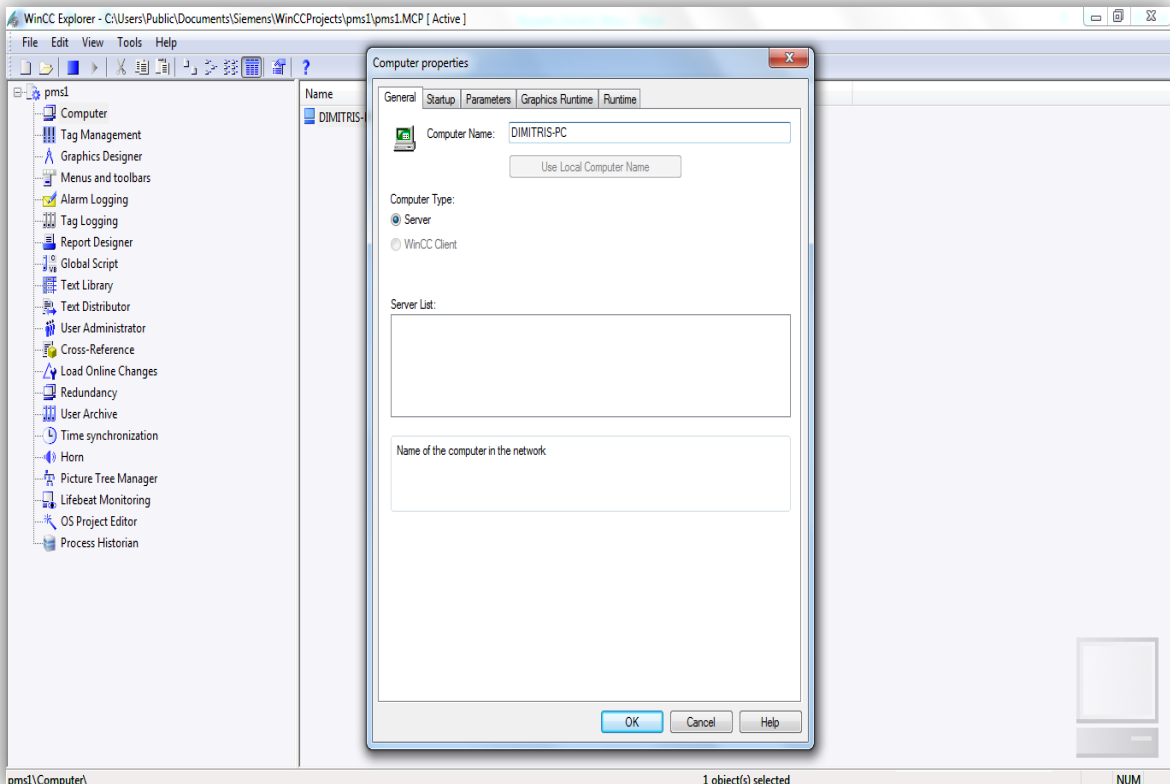 WinCC Explorer - C:\Users\Public\Documents\Siemens\WinCCProjects\pms1\pms1.MCP [ Active ]
File Edit View Tools Help
pms1
Computer
Tag Management
Graphics Designer
Menus and toolbars
Alarm Logging
Tag Logging
Report Designer
Global Script
Text Library
Text Distributor
User Administrator
Cross-Reference
Load Online Changes
Redundancy
User Archive
Time synchronization
Horn
Picture Tree Manager
Lifebeat Monitoring
OS Project Editor
Process Historian
Name
DIMITRIS-
Computer properties
General Startup Parameters Graphics Runtime Runtime
Computer Name: DIMITRIS-PC
Use Local Computer Name
Computer Type:
Server
WinCC Client
Server List:
Name of the computer in the network
OK Cancel Help
pms1\Computer\ 1 object(s) selected NUM